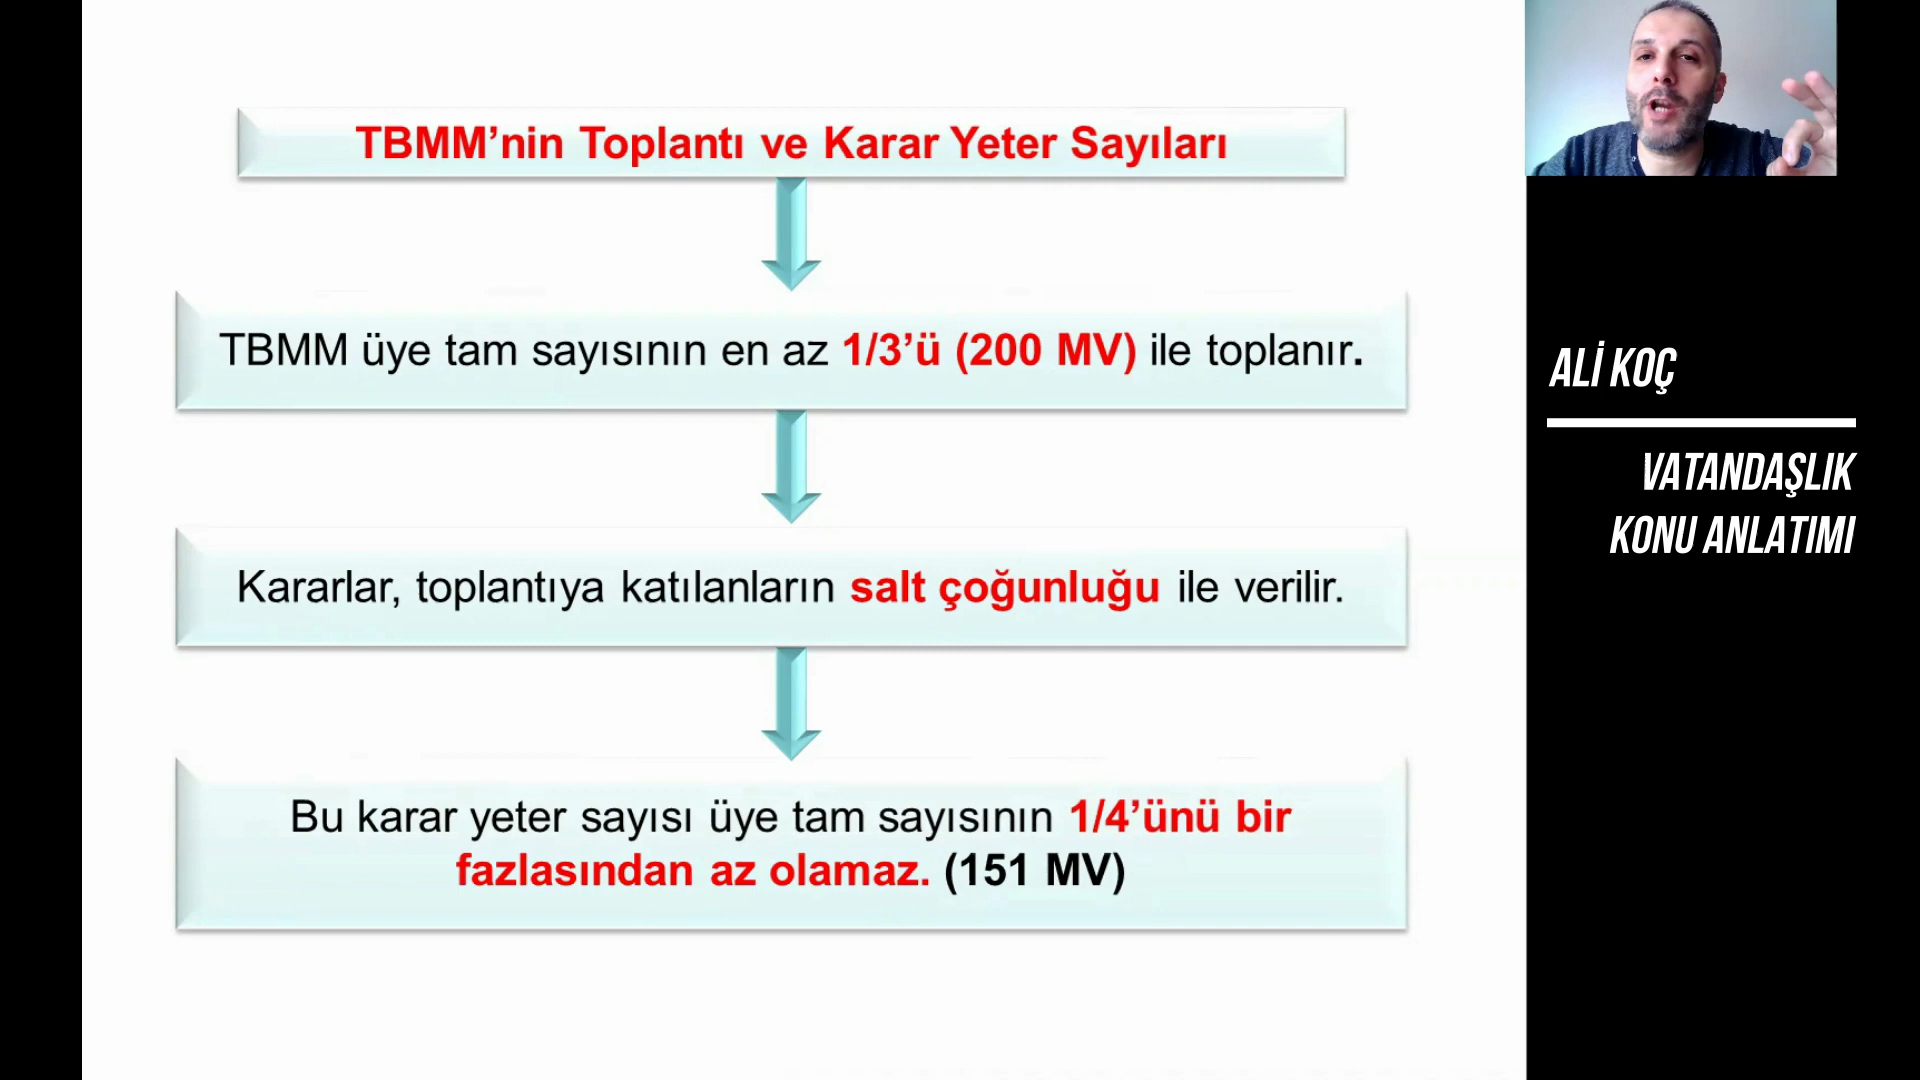 TBMM’nin Toplantı ve Karar Yeter Sayıları
TBMM üye tam sayısının en az 1/3’ü (200 MV) ile toplanır.
Kararlar, toplantıya katılanların salt çoğunluğu ile verilir.
Bu karar yeter sayısı üye tam sayısının 1/4’ünü bir
fazlasından az olamaz. (151 MV)
ALİ KOÇ
VATANDAŞLIK
KONU ANLATIMI